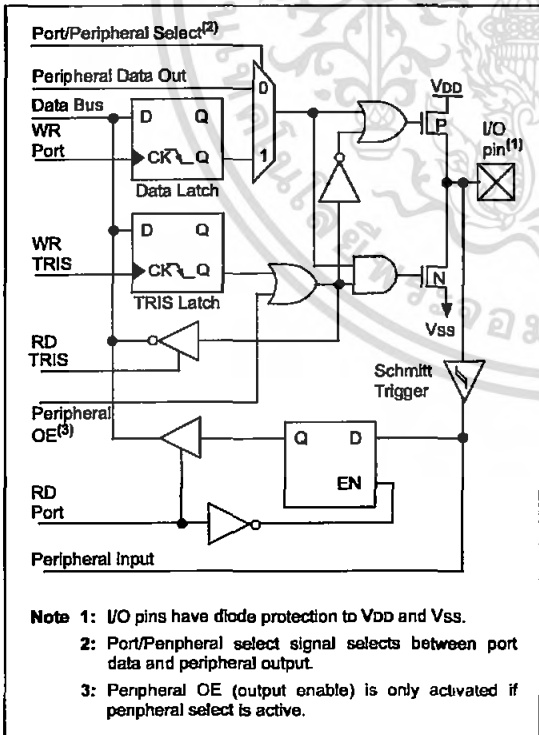 Port/Peripheral Select(2)
Peripheral Data Out
Data Bus
WR
Port
D Q
CK Q
Data Latch
0
1
VDD
P
I/O
pin(1)
WR
TRIS
D Q
CK Q
TRIS Latch
N
VSS
RD
TRIS
Schmitt
Trigger
Peripheral
OE(3)
Q D
EN
RD
Port
Peripheral Input
Note 1: I/O pins have diode protection to VDD and VSS.
2: Port/Peripheral select signal selects between port
data and peripheral output.
3: Peripheral OE (output enable) is only activated if
peripheral select is active.